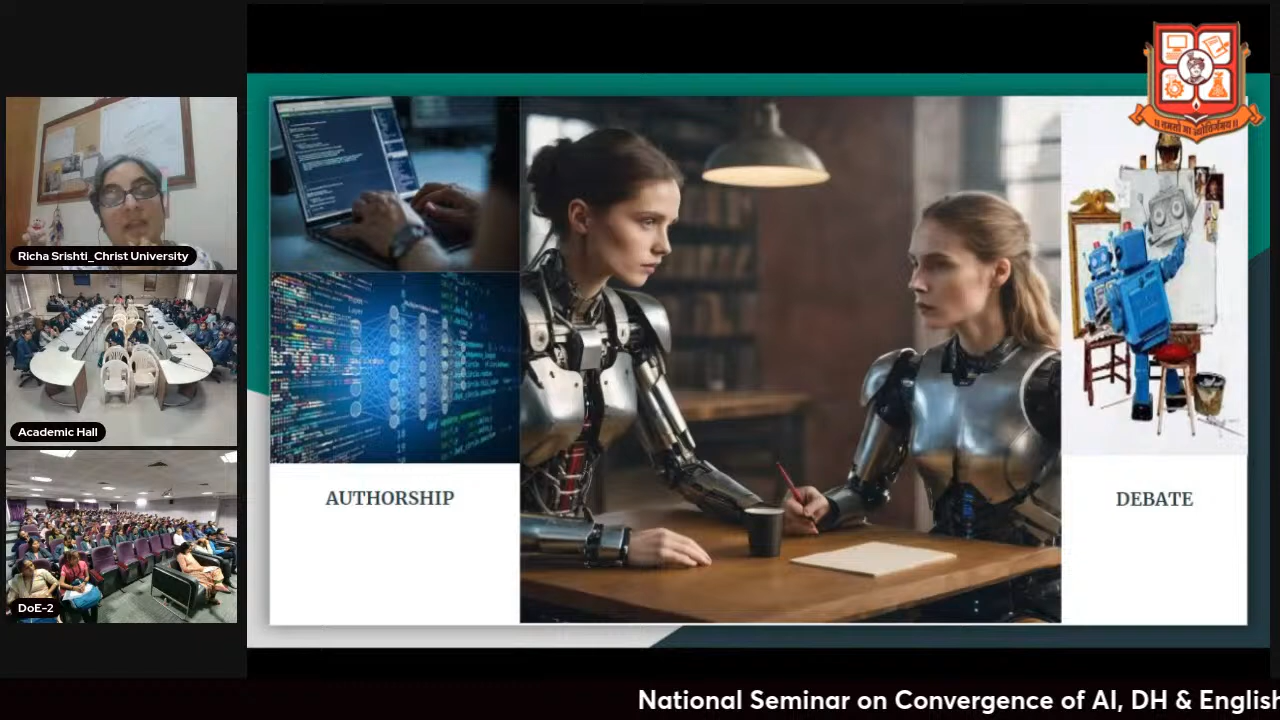 Richa Srishti_Christ University
Academic Hall
DoE-2
AUTHORSHIP
DEBATE
National Seminar on Convergence of AI, DH & English